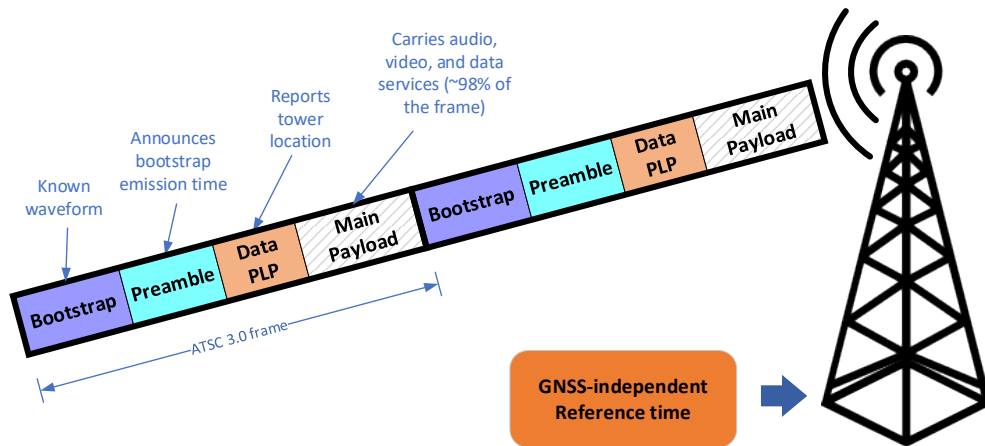 Carries audio,
video, and data
services (~98% of
the frame)
Reports
tower
location
Announces
bootstrap
emission time
Known
waveform
Bootstrap
Preamble
Data
PLP
Main
Payload
Bootstrap
Preamble
Data
PLP
Main
Payload
ATSC 3.0 frame
GNSS-independent
Reference time